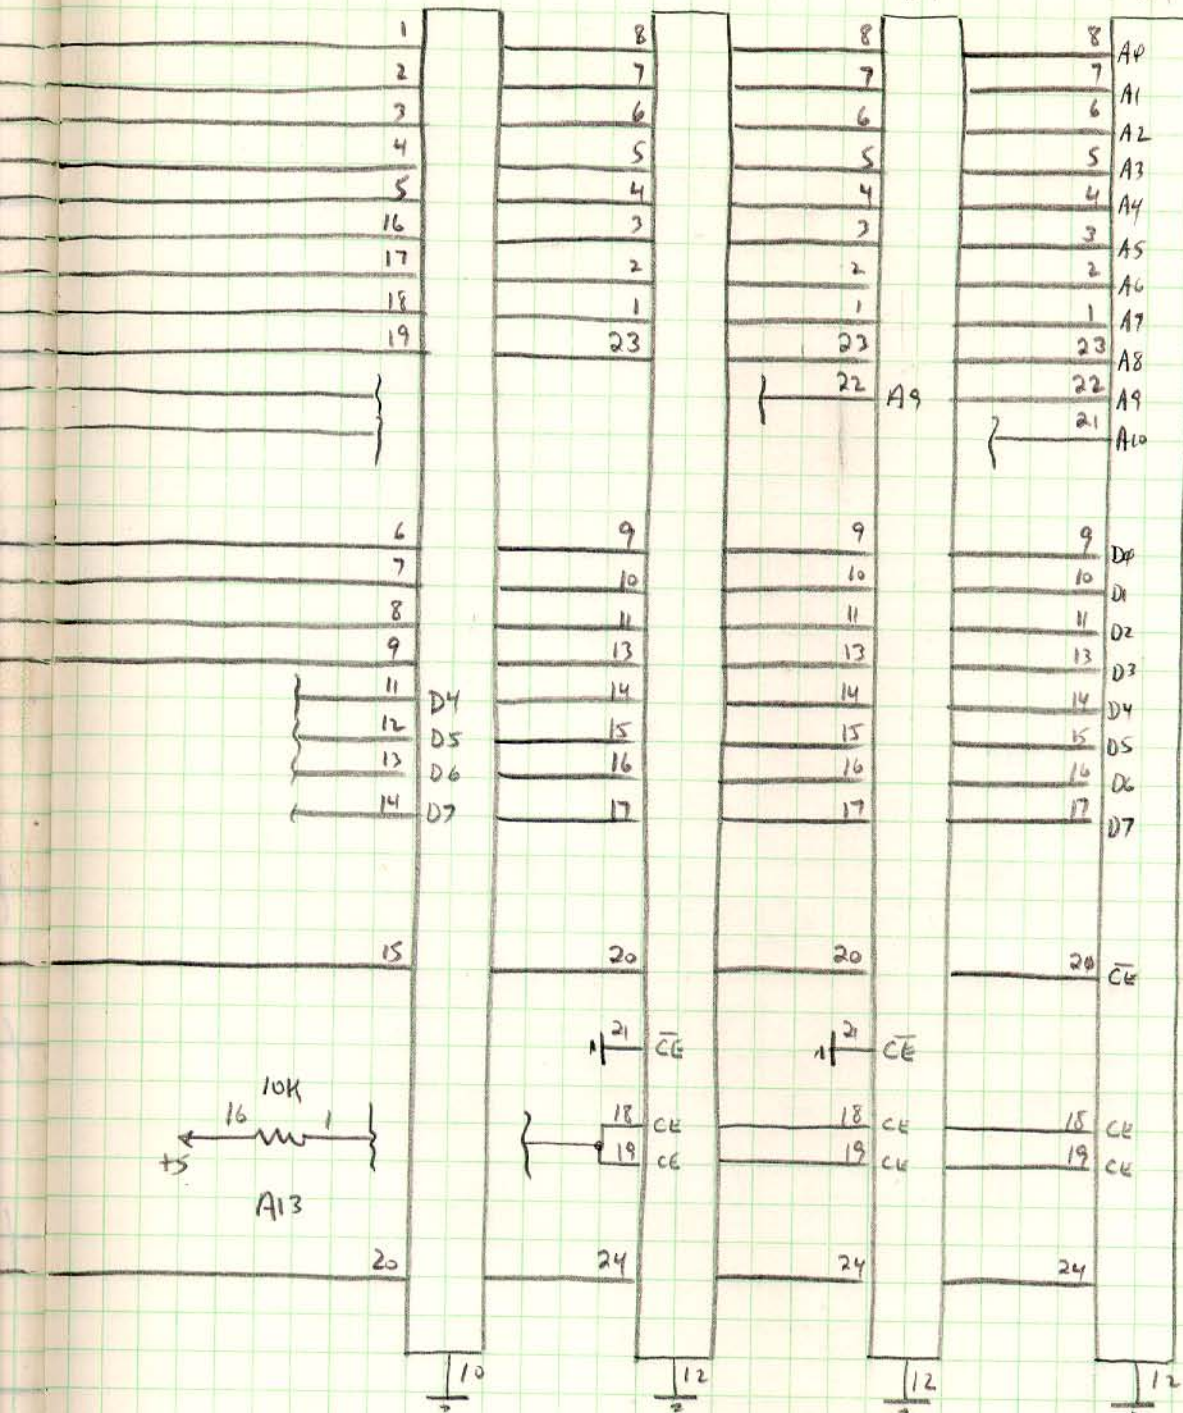 1 8 8 8 A0
2 7 7 7 A1
3 6 6 6 A2
4 5 5 5 A3
5 4 4 4 A4
16 3 3 3 A5
17 2 2 2 A6
18 1 1 1 A7
19 23 23 23 A8
22 A9 22 A9
21 A10
6 9 9 9 D0
7 10 10 10 D1
8 11 11 11 D2
9 13 13 13 D3
11 D4 14 14 14 D4
12 D5 15 15 15 D5
13 D6 16 16 16 D6
14 D7 17 17 17 D7
15 20 20 20 C̅E̅
21 C̅E̅ 21 C̅E̅
10K
16 1 18 CE 18 CE 18 CE
+5 19 CE 19 CE 19 CE
A13
20 24 24 24
10 12 12 12